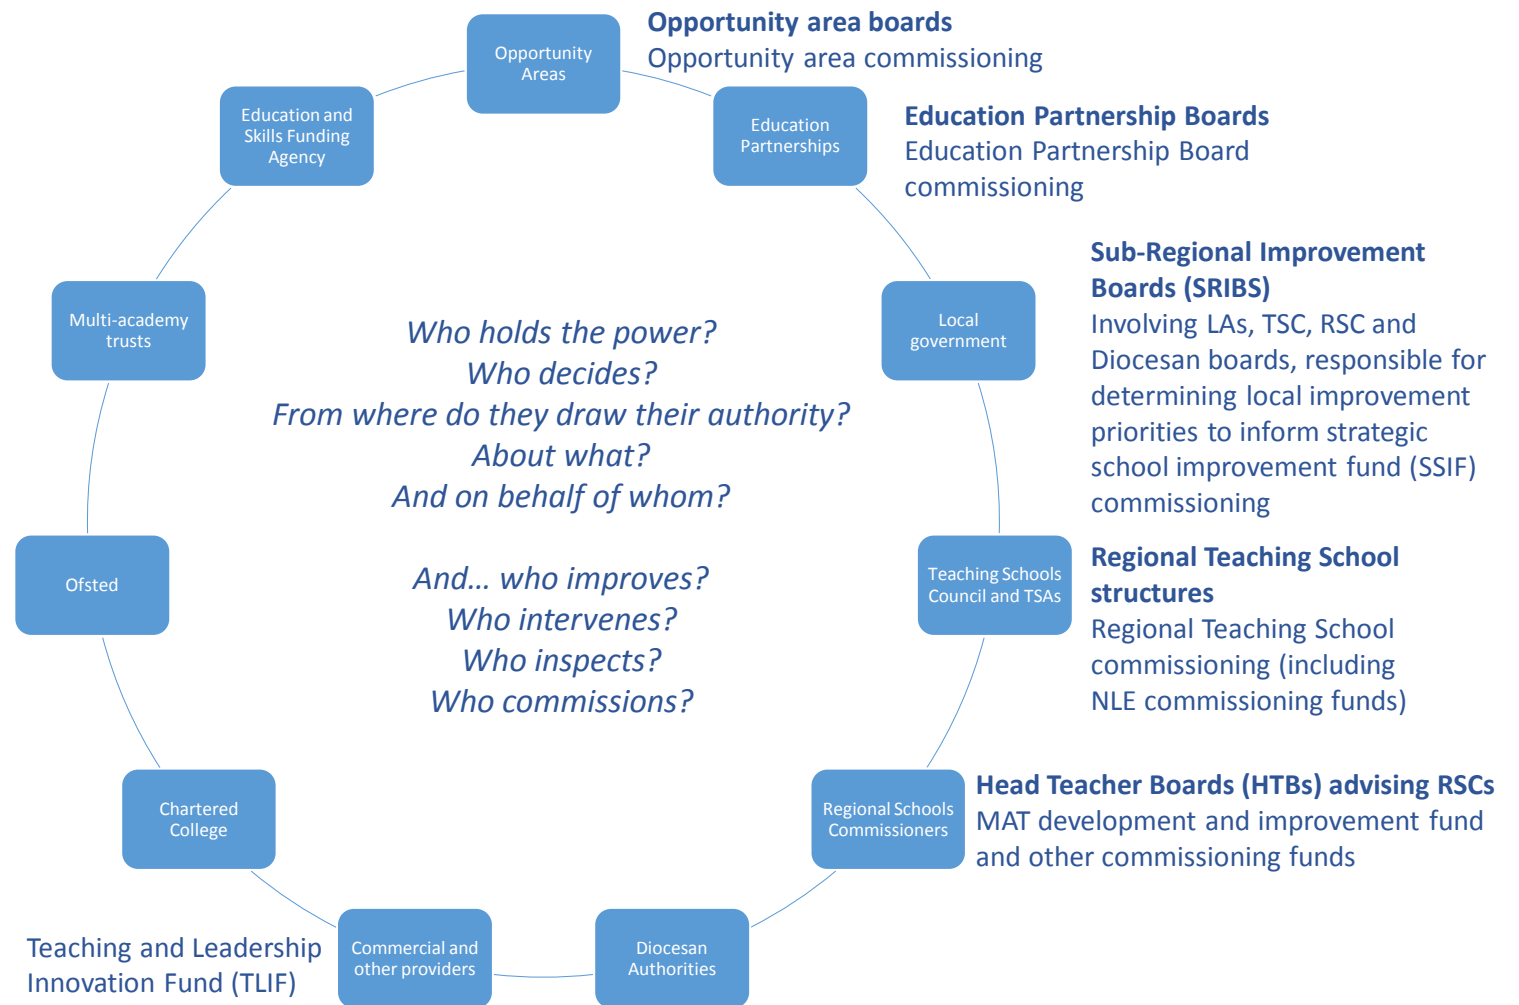 Opportunity
Areas
Opportunity area boards
Opportunity area commissioning
Education and
Skills Funding
Agency
Education
Partnerships
Education Partnership Boards
Education Partnership Board
commissioning
Multi-academy
trusts
Local
government
Sub-Regional Improvement
Boards (SRIBS)
Involving LAs, TSC, RSC and
Diocesan boards, responsible for
determining local improvement
priorities to inform strategic
school improvement fund (SSIF)
commissioning
Who holds the power?
Who decides?
From where do they draw their authority?
About what?
And on behalf of whom?
And… who improves?
Who intervenes?
Who inspects?
Who commissions?
Ofsted
Teaching Schools
Council and TSAs
Regional Teaching School
structures
Regional Teaching School
commissioning (including
NLE commissioning funds)
Chartered
College
Regional Schools
Commissioners
Head Teacher Boards (HTBs) advising RSCs
MAT development and improvement fund
and other commissioning funds
Teaching and Leadership
Innovation Fund (TLIF)
Commercial and
other providers
Diocesan
Authorities